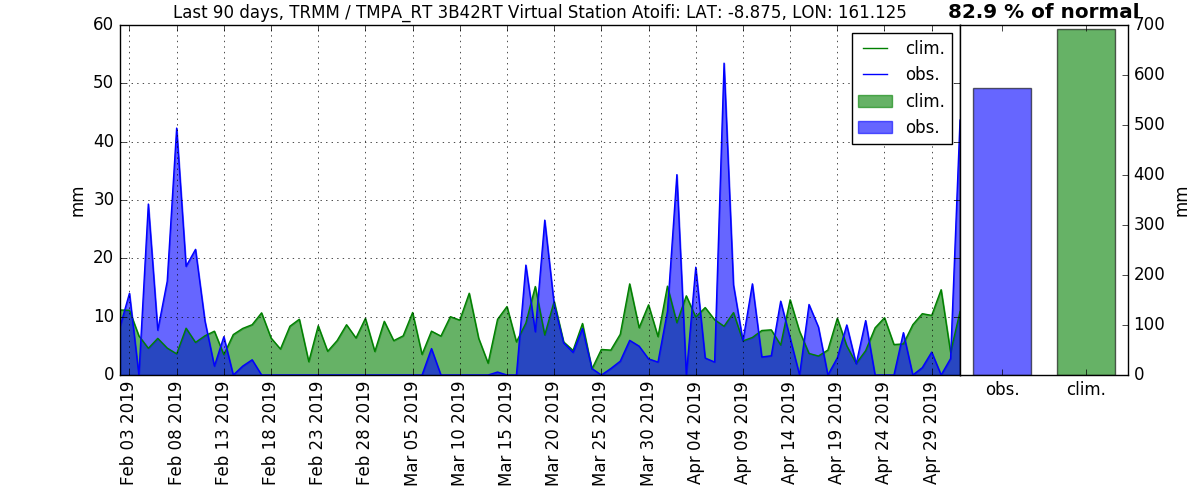 Last 90 days, TRMM / TMPA_RT 3B42RT Virtual Station Atoifi: LAT: -8.875, LON: 161.125
82.9 % of normal
60
50
40
30
20
10
0
mm
clim.
obs.
clim.
obs.
700
600
500
400
300
200
100
0
mm
obs.
clim.
Feb 03 2019
Feb 08 2019
Feb 13 2019
Feb 18 2019
Feb 23 2019
Feb 28 2019
Mar 05 2019
Mar 10 2019
Mar 15 2019
Mar 20 2019
Mar 25 2019
Mar 30 2019
Apr 04 2019
Apr 09 2019
Apr 14 2019
Apr 19 2019
Apr 24 2019
Apr 29 2019